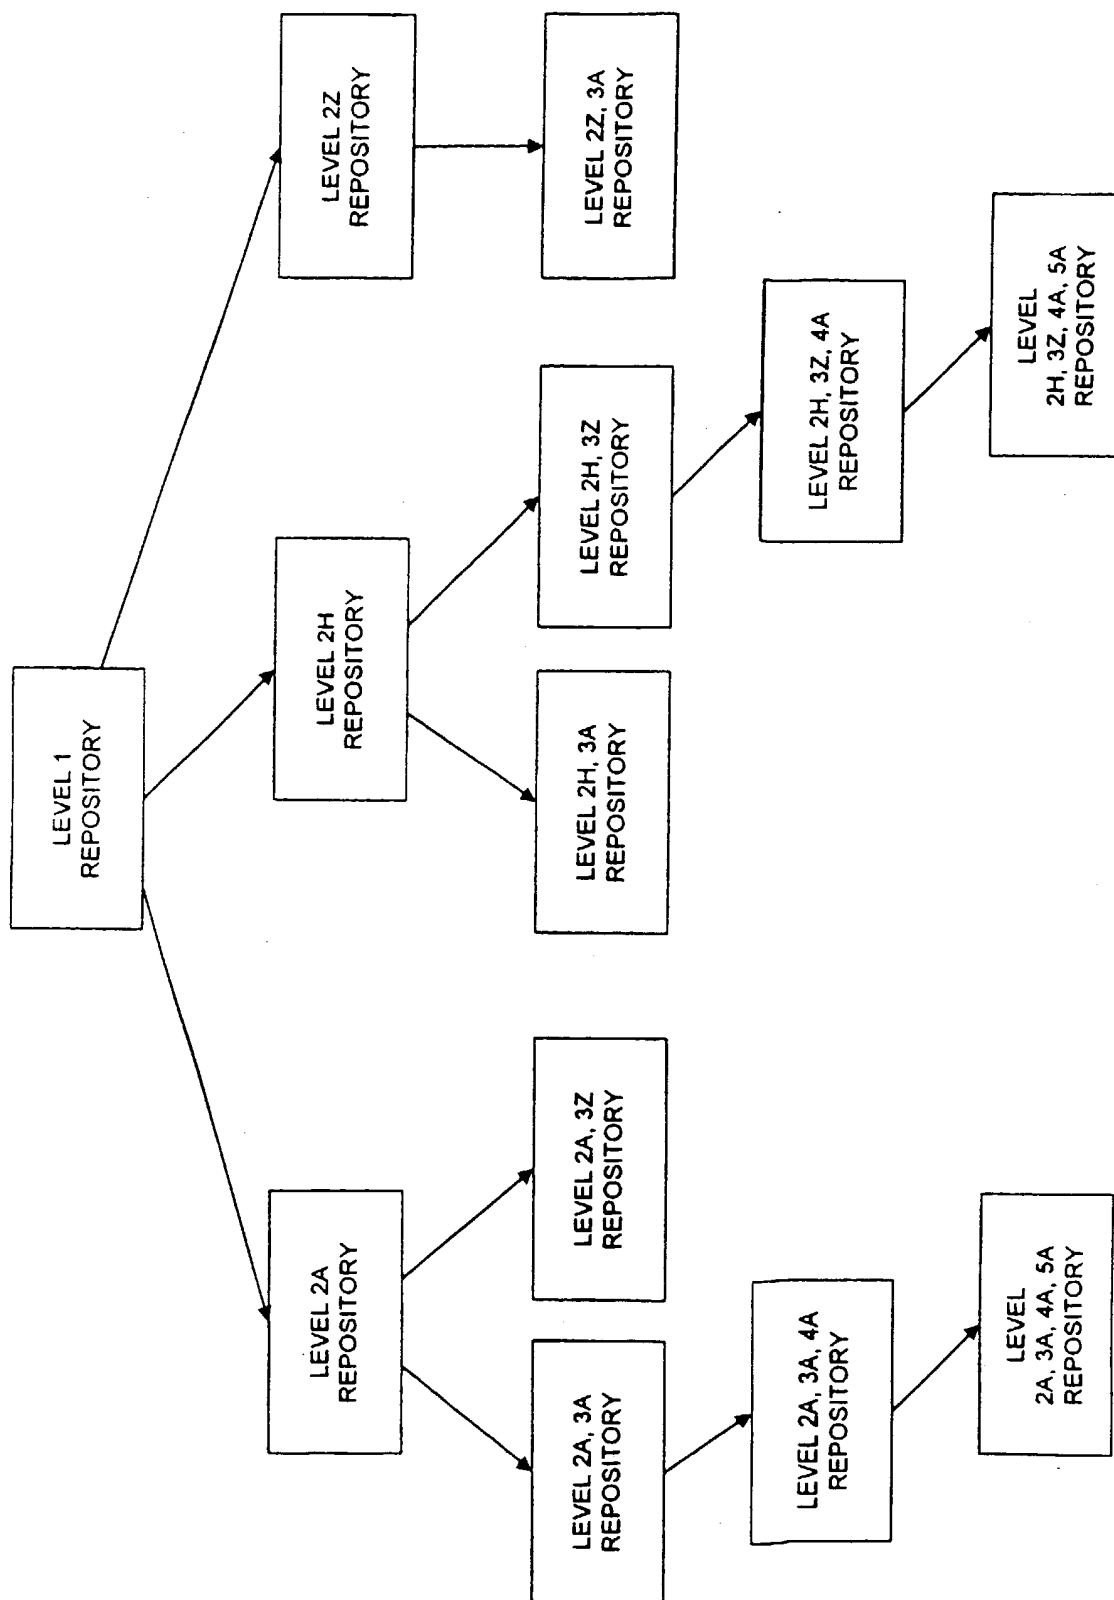 LEVEL 1
REPOSITORY
LEVEL 2A
REPOSITORY
LEVEL 2H
REPOSITORY
LEVEL 2Z
REPOSITORY
LEVEL 2A, 3A
REPOSITORY
LEVEL 2A, 3Z
REPOSITORY
LEVEL 2H, 3A
REPOSITORY
LEVEL 2H, 3Z
REPOSITORY
LEVEL 2Z, 3A
REPOSITORY
LEVEL 2A, 3A, 4A
REPOSITORY
LEVEL 2H, 3Z, 4A
REPOSITORY
LEVEL
2A, 3A, 4A, 5A
REPOSITORY
LEVEL
2H, 3Z, 4A, 5A
REPOSITORY